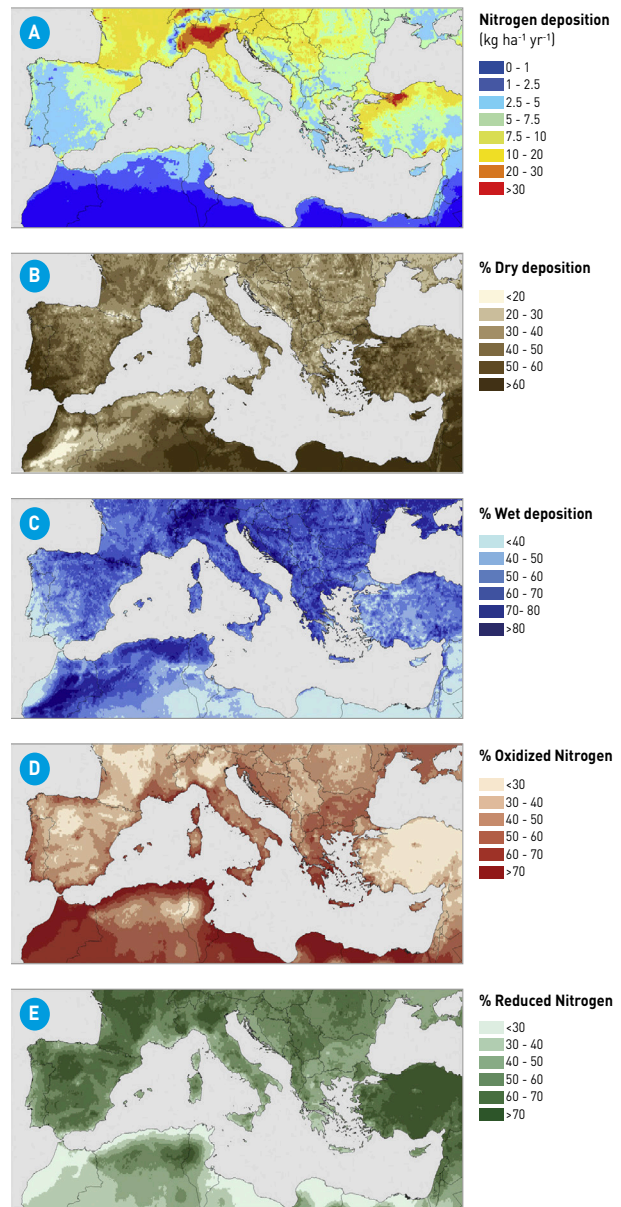 A
Nitrogen deposition
(kg ha⁻¹ yr⁻¹)
0 - 1
1 - 2.5
2.5 - 5
5 - 7.5
7.5 - 10
10 - 20
20 - 30
>30
B
% Dry deposition
<20
20 - 30
30 - 40
40 - 50
50 - 60
>60
C
% Wet deposition
<40
40 - 50
50 - 60
60 - 70
70- 80
>80
D
% Oxidized Nitrogen
<30
30 - 40
40 - 50
50 - 60
60 - 70
>70
E
% Reduced Nitrogen
<30
30 - 40
40 - 50
50 - 60
60 - 70
>70